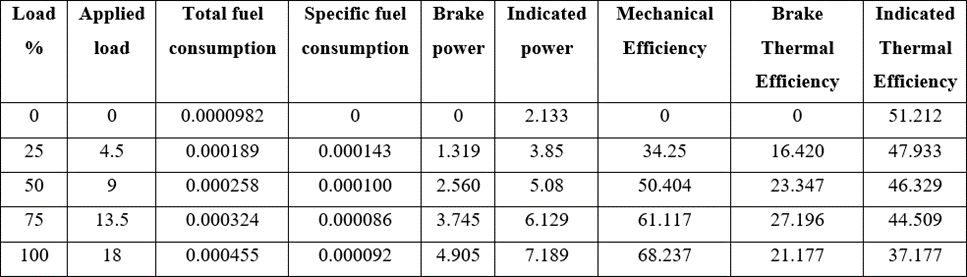 Load % Applied load Total fuel consumption Specific fuel consumption Brake power Indicated power Mechanical Efficiency Brake Thermal Efficiency Indicated Thermal Efficiency
0 0 0.0000982 0 0 2.133 0 0 51.212
25 4.5 0.000189 0.000143 1.319 3.85 34.25 16.420 47.933
50 9 0.000258 0.000100 2.560 5.08 50.404 23.347 46.329
75 13.5 0.000324 0.000086 3.745 6.129 61.117 27.196 44.509
100 18 0.000455 0.000092 4.905 7.189 68.237 21.177 37.177